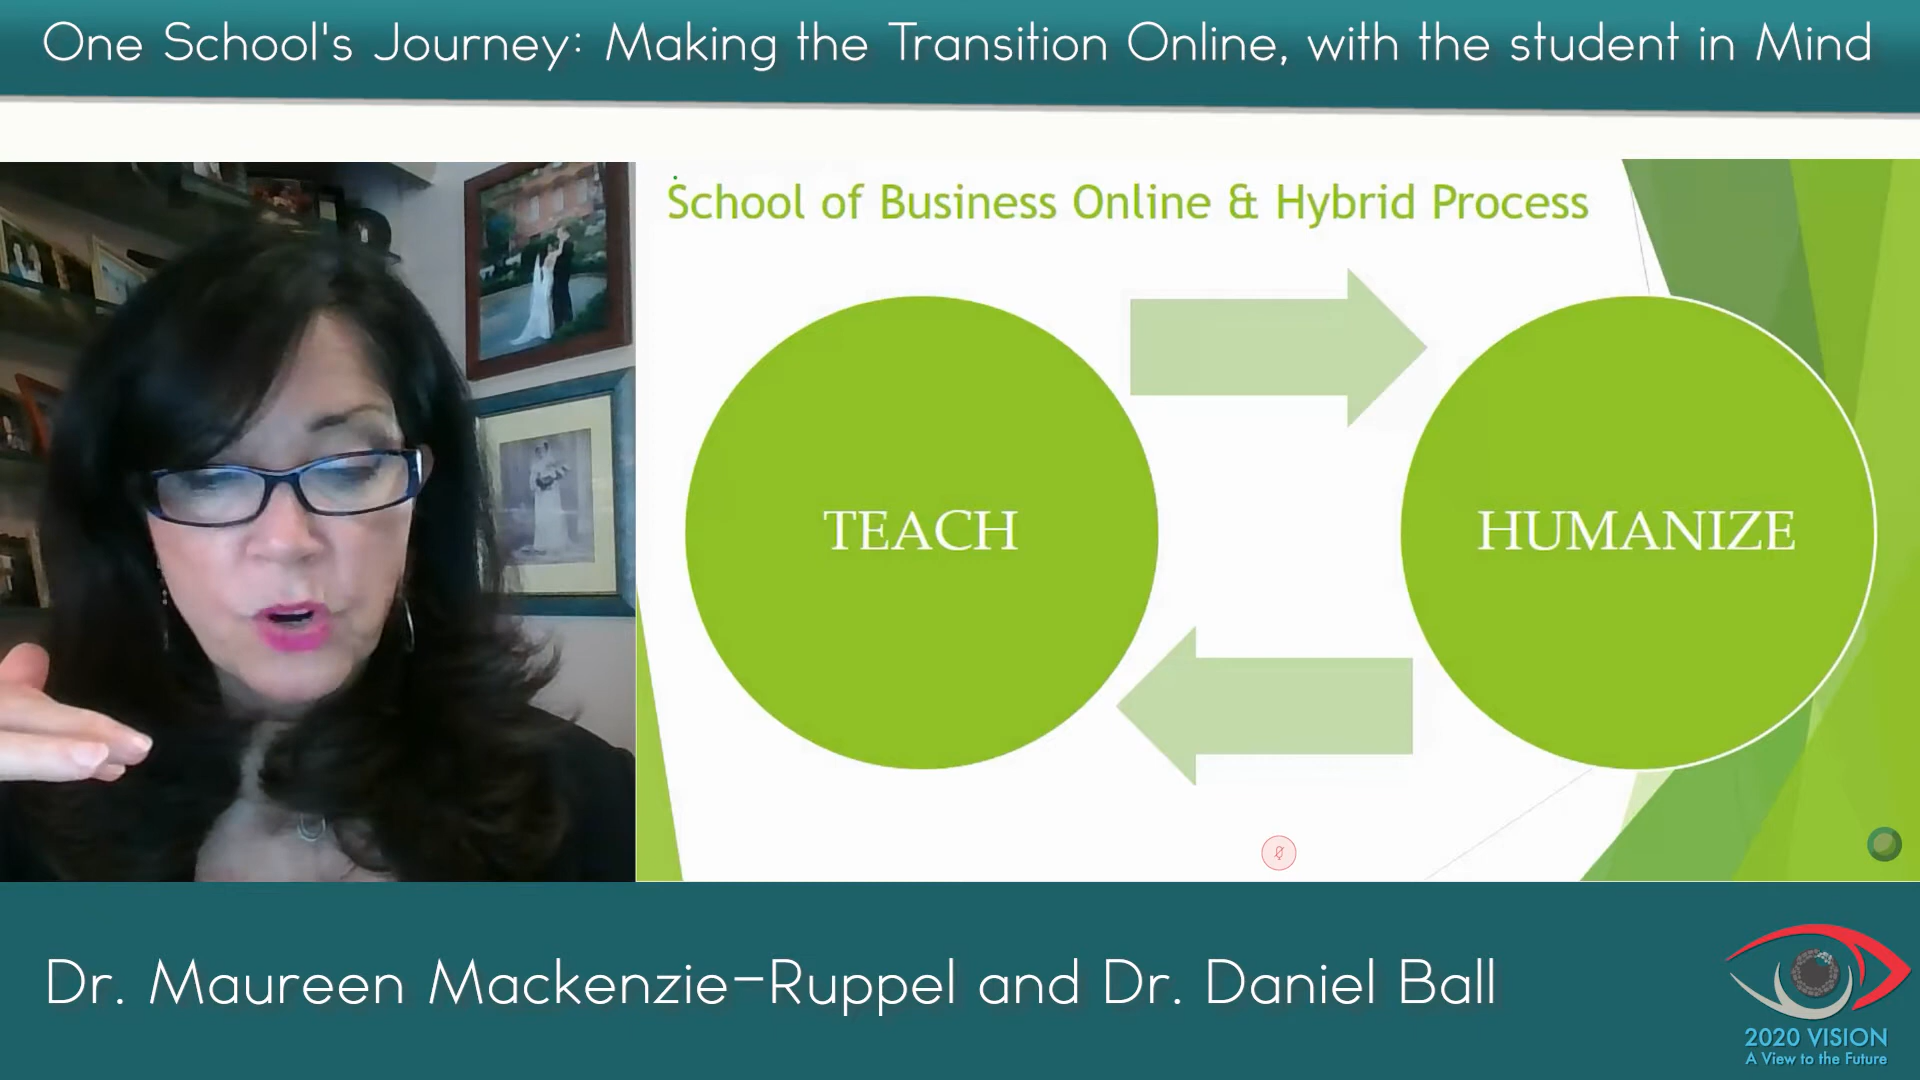 One School's Journey: Making the Transition Online, with the student in Mind
School of Business Online & Hybrid Process
TEACH
HUMANIZE
Dr. Maureen Mackenzie-Ruppel and Dr. Daniel Ball
2020 VISION
A View to the Future